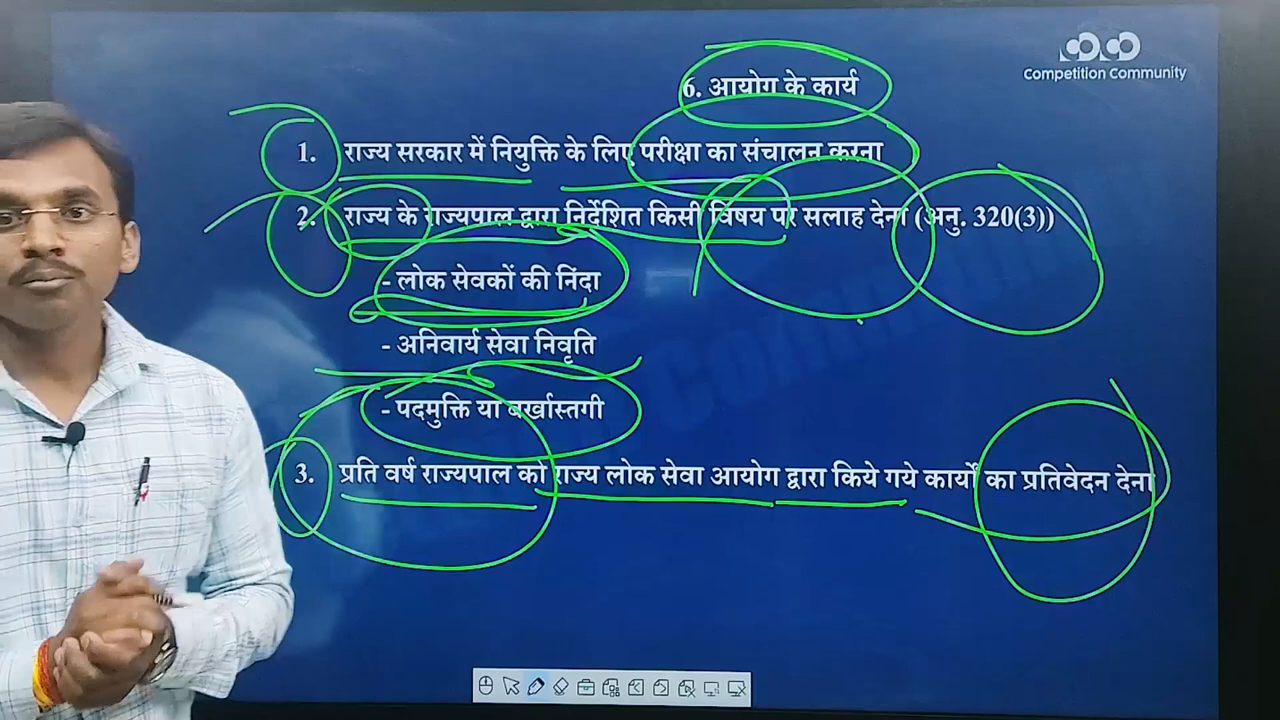 Competition Community
6. आयोग के कार्य
1. राज्य सरकार में नियुक्ति के लिए परीक्षा का संचालन करना
2. राज्य के राज्यपाल द्वारा निर्देशित किसी विषय पर सलाह देना (अनु. 320(3))
- लोक सेवकों की निंदा
- अनिवार्य सेवा निवृति
- पदमुक्ति या बर्खास्तगी
3. प्रति वर्ष राज्यपाल को राज्य लोक सेवा आयोग द्वारा किये गये कार्यों का प्रतिवेदन देना